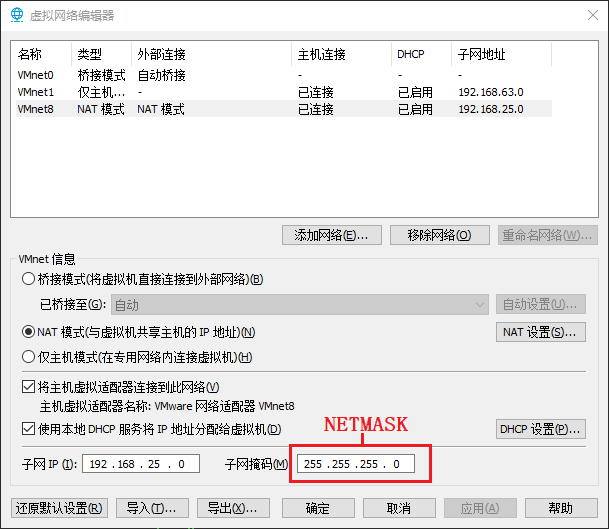 虚拟网络编辑器
名称 类型 外部连接 主机连接 DHCP 子网地址
VMnet0 桥接模式 自动桥接 - - -
VMnet1 仅主机... - 已连接 已启用 192.168.63.0
VMnet8 NAT 模式 NAT 模式 已连接 已启用 192.168.25.0
添加网络(E)... 移除网络(O) 重命名网络(W)...
VMnet 信息
桥接模式(将虚拟机直接连接到外部网络)(B)
已桥接至(G): 自动 自动设置(U)...
NAT 模式(与虚拟机共享主机的 IP 地址)(N) NAT 设置(S)...
仅主机模式(在专用网络内连接虚拟机)(H)
将主机虚拟适配器连接到此网络(V)
主机虚拟适配器名称: VMware 网络适配器 VMnet8
使用本地 DHCP 服务将 IP 地址分配给虚拟机(D) DHCP 设置(P)...
NETMASK
子网 IP (I): 192 . 168 . 25 . 0 子网掩码(M) 255 . 255 . 255 . 0
还原默认设置(R) 导入(T)... 导出(X)... 确定 取消 应用(A) 帮助